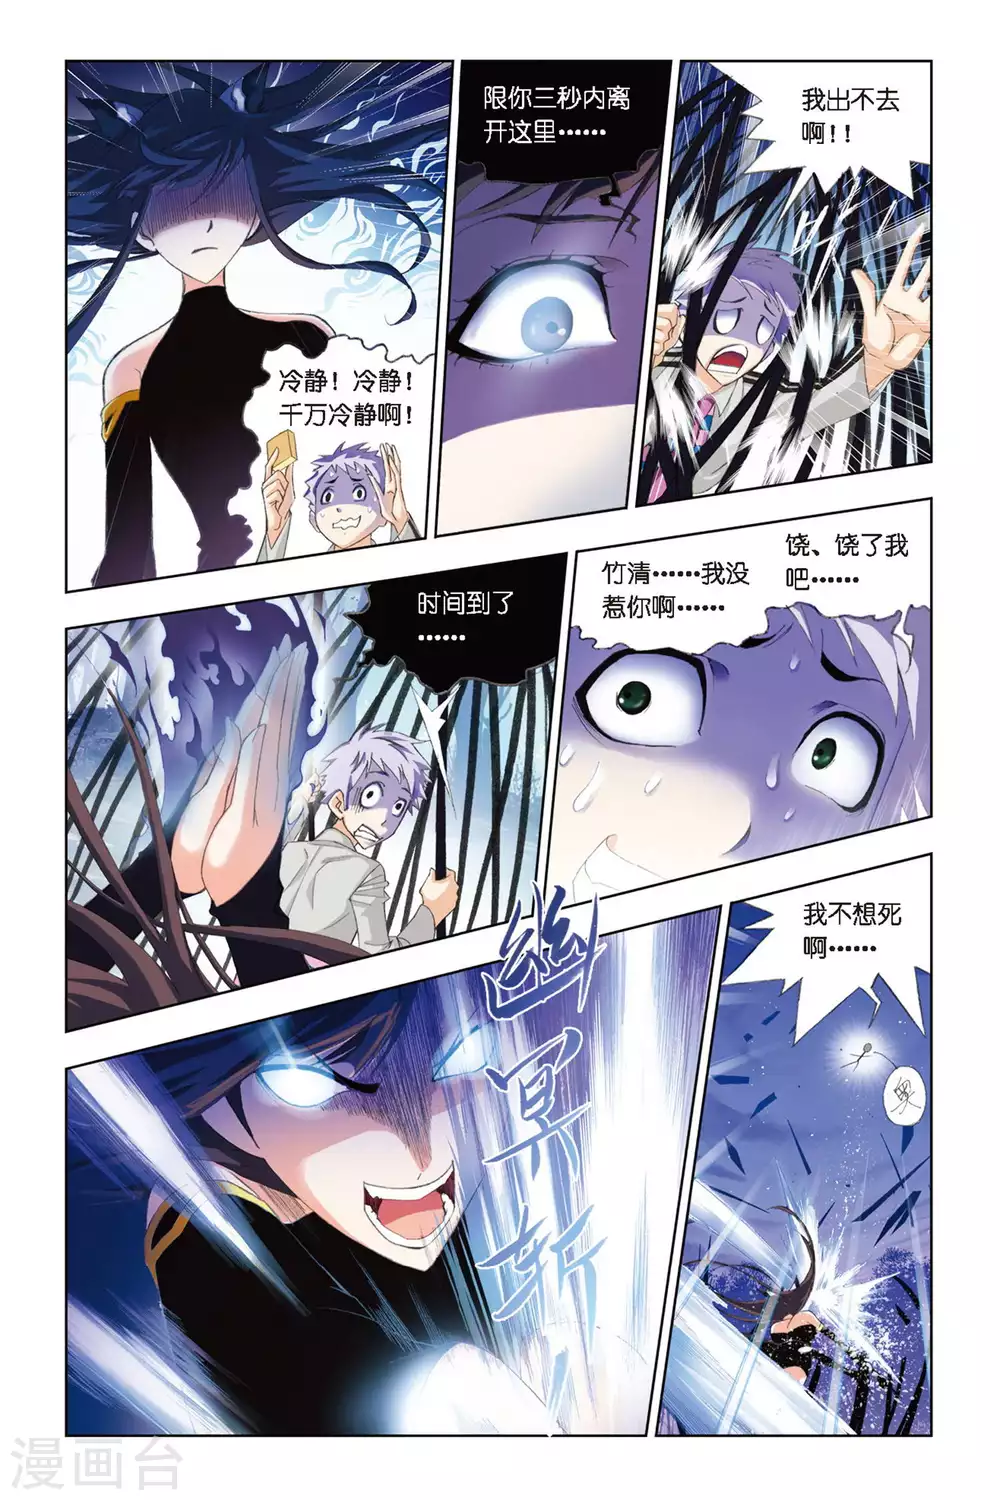 冷静！冷静！
千万冷静啊！
限你三秒内离
开这里……
我出不去
啊！！
时间到了
……
竹清……我没
惹你啊……
饶、饶了我
吧……
幽冥斩！
我不想死
啊……
奥
漫画台